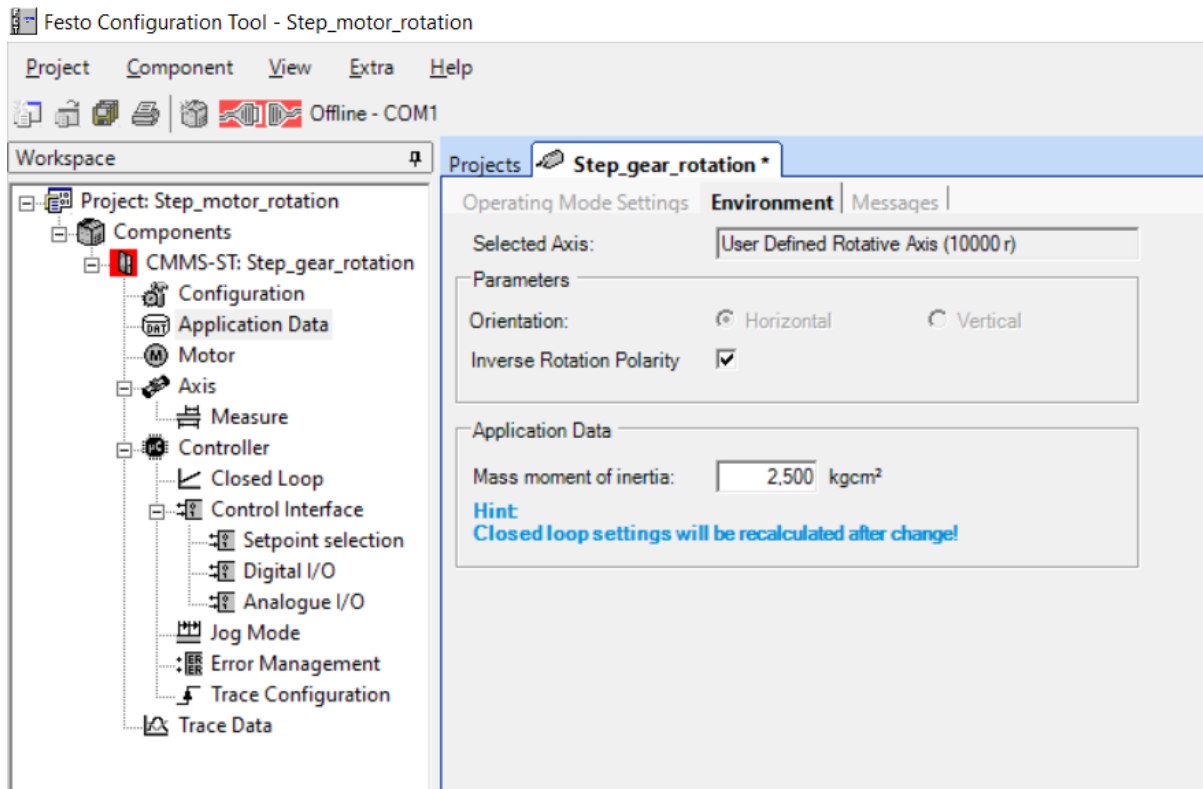 Festo Configuration Tool - Step_motor_rotation
Project Component View Extra Help
Offline - COM1
Workspace
Projects Step_gear_rotation *
Project: Step_motor_rotation
Components
CMMS-ST: Step_gear_rotation
Configuration
DAT Application Data
M Motor
Axis
Measure
µC Controller
Closed Loop
Control Interface
Setpoint selection
Digital I/O
Analogue I/O
Jog Mode
ER ER Error Management
Trace Configuration
Trace Data
Operating Mode Settings Environment Messages
Selected Axis: User Defined Rotative Axis (10000 r)
Parameters
Orientation: Horizontal Vertical
Inverse Rotation Polarity
Application Data
Mass moment of inertia: 2,500 kgcm²
Hint:
Closed loop settings will be recalculated after change!